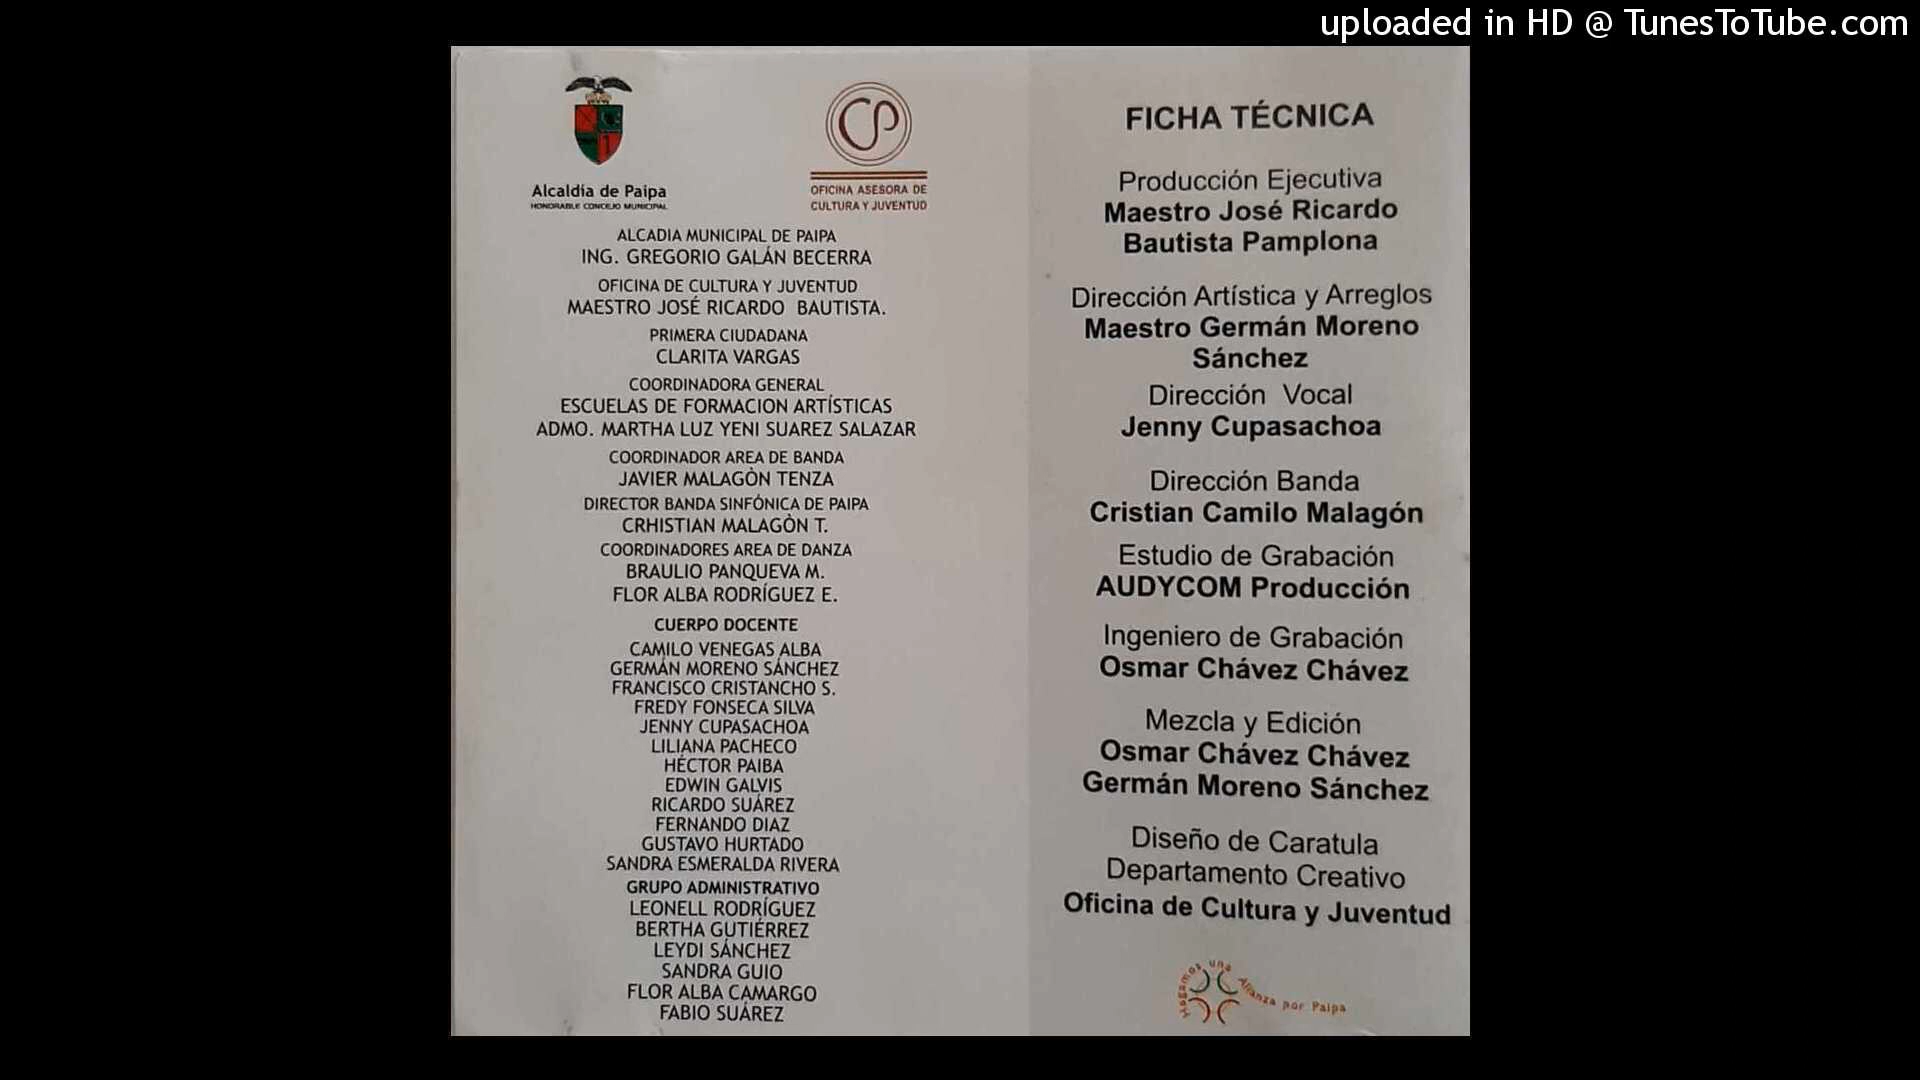 uploaded in HD @ TunesToTube.com
Alcaldía de Paipa
HONORABLE CONCEJO MUNICIPAL
CP
OFICINA ASESORA DE
CULTURA Y JUVENTUD
ALCADIA MUNICIPAL DE PAIPA
ING. GREGORIO GALÁN BECERRA
OFICINA DE CULTURA Y JUVENTUD
MAESTRO JOSÉ RICARDO BAUTISTA.
PRIMERA CIUDADANA
CLARITA VARGAS
COORDINADORA GENERAL
ESCUELAS DE FORMACION ARTÍSTICAS
ADMO. MARTHA LUZ YENI SUAREZ SALAZAR
COORDINADOR AREA DE BANDA
JAVIER MALAGÒN TENZA
DIRECTOR BANDA SINFÓNICA DE PAIPA
CRHISTIAN MALAGÒN T.
COORDINADORES AREA DE DANZA
BRAULIO PANQUEVA M.
FLOR ALBA RODRÍGUEZ E.
CUERPO DOCENTE
CAMILO VENEGAS ALBA
GERMÁN MORENO SÁNCHEZ
FRANCISCO CRISTANCHO S.
FREDY FONSECA SILVA
JENNY CUPASACHOA
LILIANA PACHECO
HÉCTOR PAIBA
EDWIN GALVIS
RICARDO SUÁREZ
FERNANDO DIAZ
GUSTAVO HURTADO
SANDRA ESMERALDA RIVERA
GRUPO ADMINISTRATIVO
LEONELL RODRÍGUEZ
BERTHA GUTIÉRREZ
LEYDI SÁNCHEZ
SANDRA GUIO
FLOR ALBA CAMARGO
FABIO SUÁREZ
FICHA TÉCNICA
Producción Ejecutiva
Maestro José Ricardo
Bautista Pamplona
Dirección Artística y Arreglos
Maestro Germán Moreno
Sánchez
Dirección Vocal
Jenny Cupasachoa
Dirección Banda
Cristian Camilo Malagón
Estudio de Grabación
AUDYCOM Producción
Ingeniero de Grabación
Osmar Chávez Chávez
Mezcla y Edición
Osmar Chávez Chávez
Germán Moreno Sánchez
Diseño de Caratula
Departamento Creativo
Oficina de Cultura y Juventud
Hagamos una Alianza por Paipa